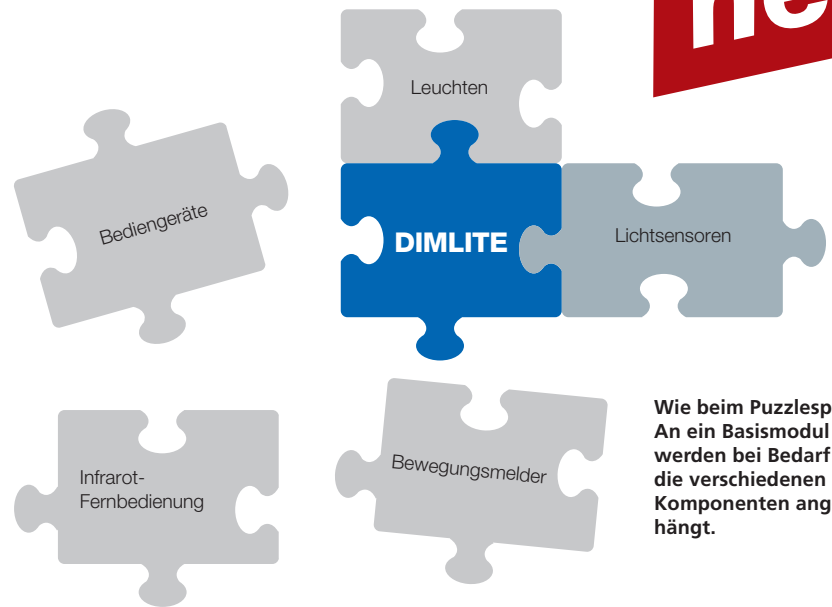 Leuchten
Bediengeräte
DIMLITE
Lichtsensoren
Infrarot-
Fernbedienung
Bewegungsmelder
Wie beim Puzzlesp
An ein Basismodul
werden bei Bedarf
die verschiedenen
Komponenten ang
hängt.